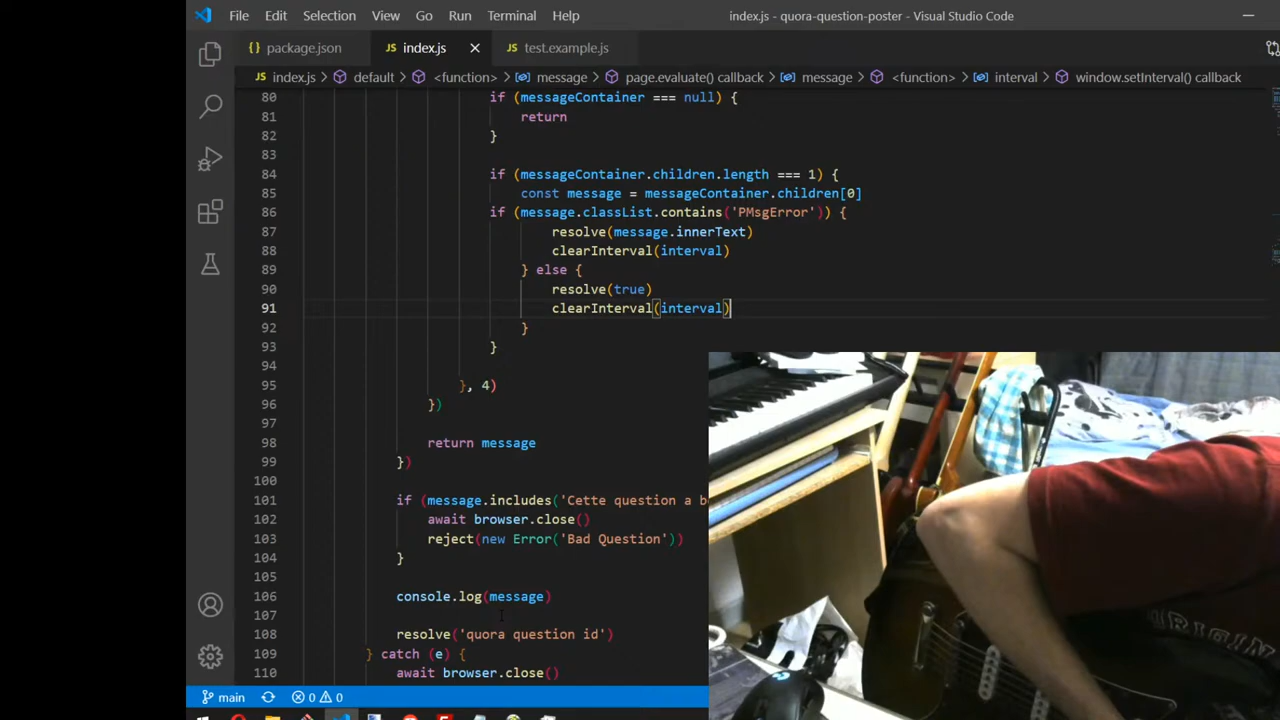 File Edit Selection View Go Run Terminal Help index.js - quora-question-poster - Visual Studio Code
{} package.json JS index.js × JS test.example.js
JS index.js > default > <function> > message > page.evaluate() callback > message > <function> > interval > window.setInterval() callback
80 if (messageContainer === null) {
81 return
82 }
83
84 if (messageContainer.children.length === 1) {
85 const message = messageContainer.children[0]
86 if (message.classList.contains('PMsgError')) {
87 resolve(message.innerText)
88 clearInterval(interval)
89 } else {
90 resolve(true)
91 clearInterval(interval)
92 }
93 }
94
95 }, 4)
96 })
97
98 return message
99 })
100
101 if (message.includes('Cette question a
102 await browser.close()
103 reject(new Error('Bad Question'))
104 }
105
106 console.log(message)
107
108 resolve('quora question id')
109 } catch (e) {
110 await browser.close()
main 0 0